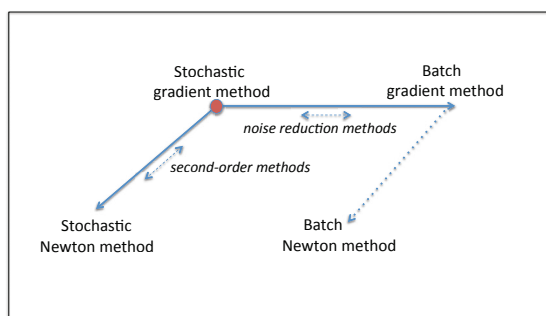 Stochastic
gradient method
Batch
gradient method
noise reduction methods
second-order methods
Stochastic
Newton method
Batch
Newton method